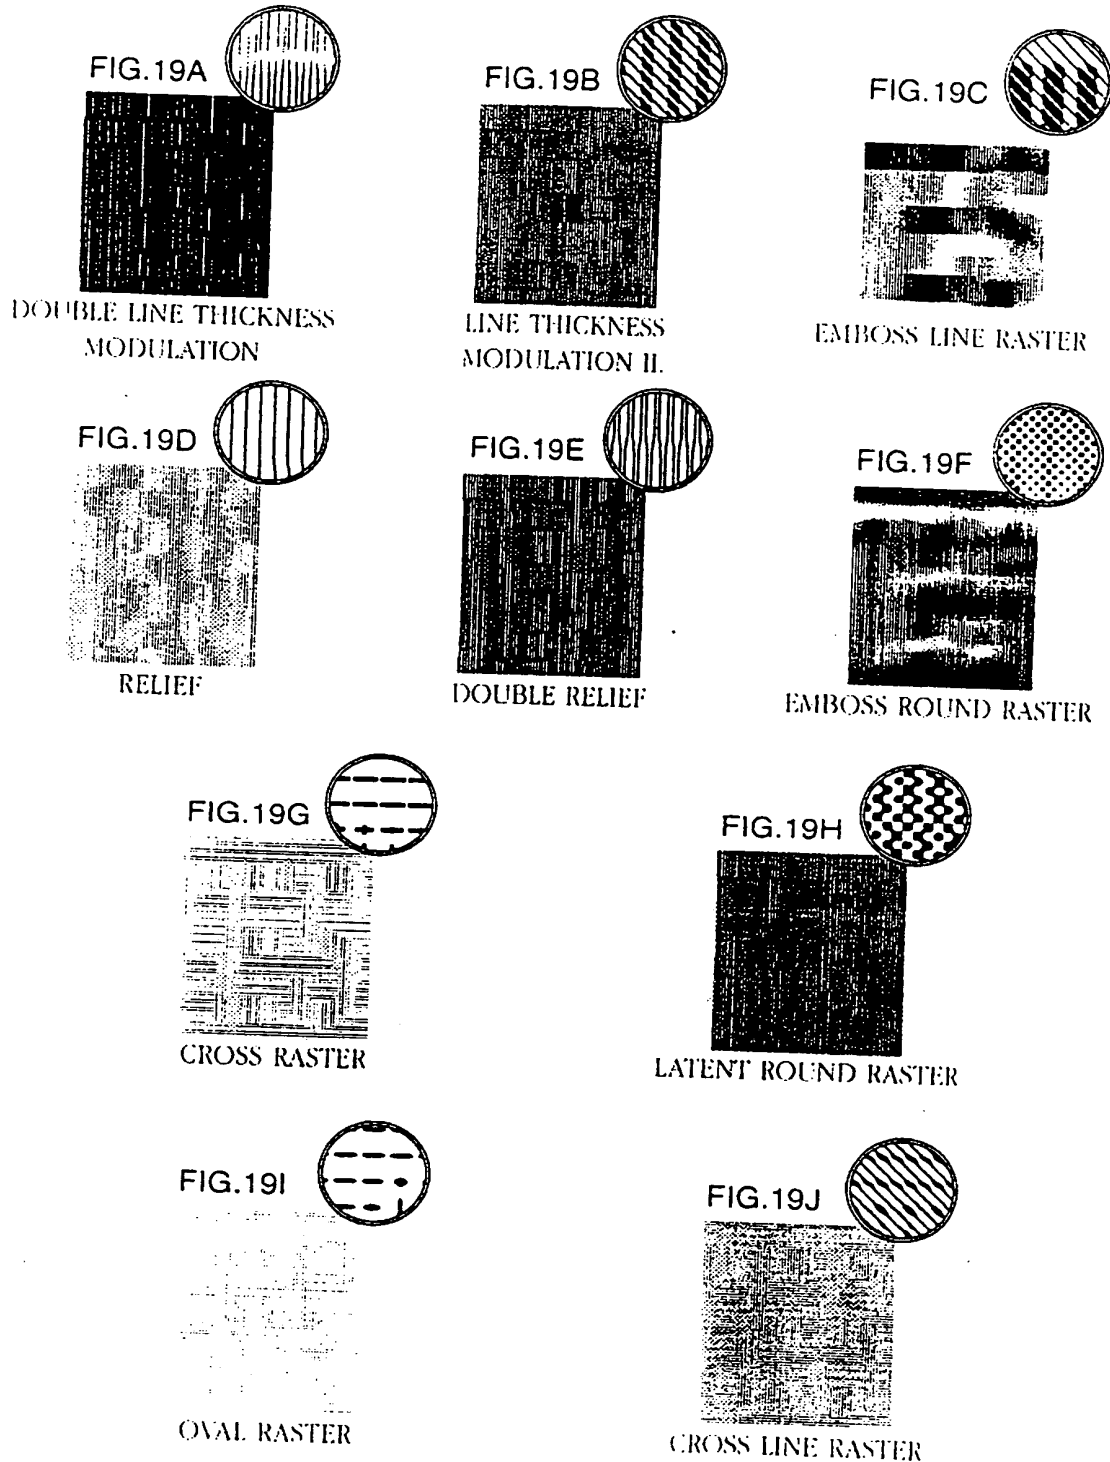 FIG.19A
DOUBLE LINE THICKNESS
MODULATION
FIG.19B
LINE THICKNESS
MODULATION II.
FIG.19C
EMBOSS LINE RASTER
FIG.19D
RELIEF
FIG.19E
DOUBLE RELIEF
FIG.19F
EMBOSS ROUND RASTER
FIG.19G
CROSS RASTER
FIG.19H
LATENT ROUND RASTER
FIG.19I
OVAL RASTER
FIG.19J
CROSS LINE RASTER